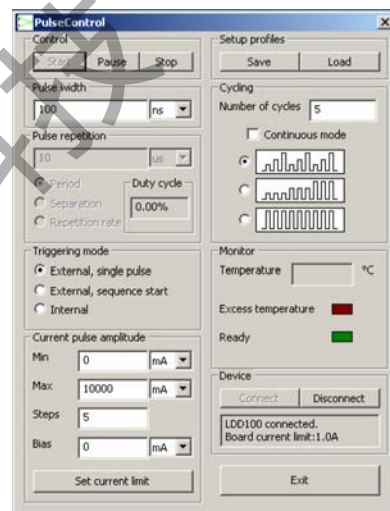 PulseControl
Control
Start Pause Stop
Pulse width
100 ns
Pulse repetition
10 us
Period
Separation
Repetition rate
Duty cycle
0.00%
Triggering mode
External, single pulse
External, sequence start
Internal
Current pulse amplitude
Min 0 mA
Max 10000 mA
Steps 5
Bias 0 mA
Set current limit
Setup profiles
Save Load
Cycling
Number of cycles 5
Continuous mode
Monitor
Temperature °C
Excess temperature
Ready
Device
Connect Disconnect
LDD100 connected.
Board current limit:1.0A
Exit
技